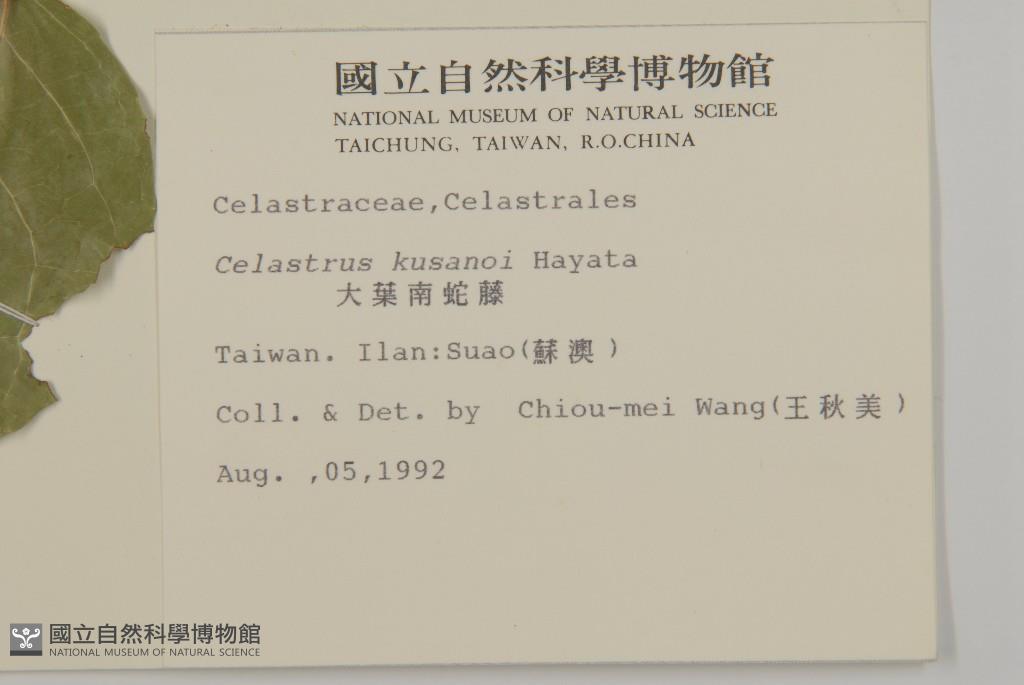 國立自然科學博物館
NATIONAL MUSEUM OF NATURAL SCIENCE
TAICHUNG, TAIWAN, R.O.CHINA
Celastraceae,Celastrales
Celastrus kusanoi Hayata
大葉南蛇藤
Taiwan. Ilan:Suao(蘇澳)
Coll. & Det. by Chiou-mei Wang(王秋美)
Aug. ,05,1992
國立自然科學博物館
NATIONAL MUSEUM OF NATURAL SCIENCE